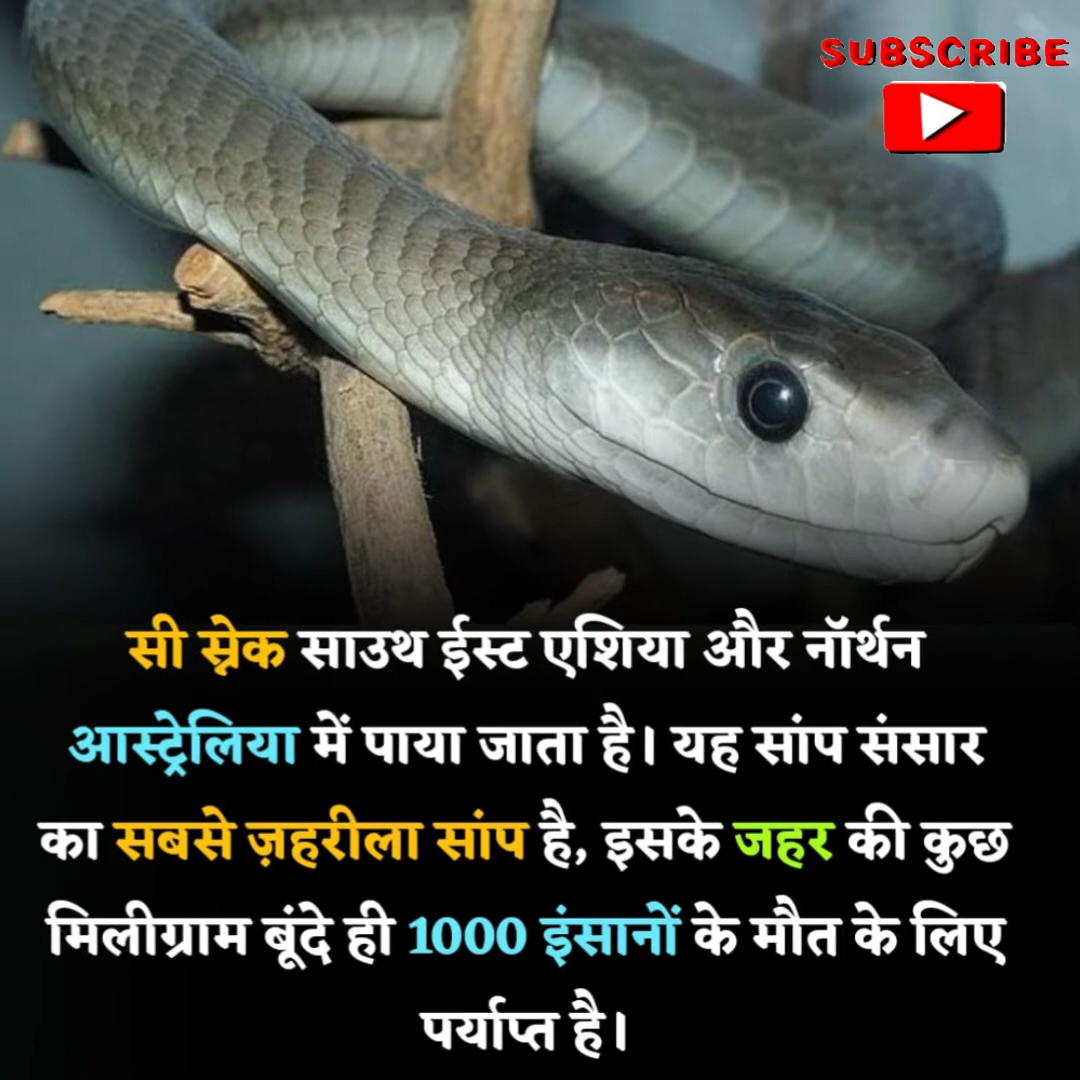 SUBSCRIBE
सी स्नेक साउथ ईस्ट एशिया और नॉर्थन
आस्ट्रेलिया में पाया जाता है। यह सांप संसार
का सबसे ज़हरीला सांप है, इसके जहर की कुछ
मिलीग्राम बूंदे ही 1000 इंसानों के मौत के लिए
पर्याप्त है।